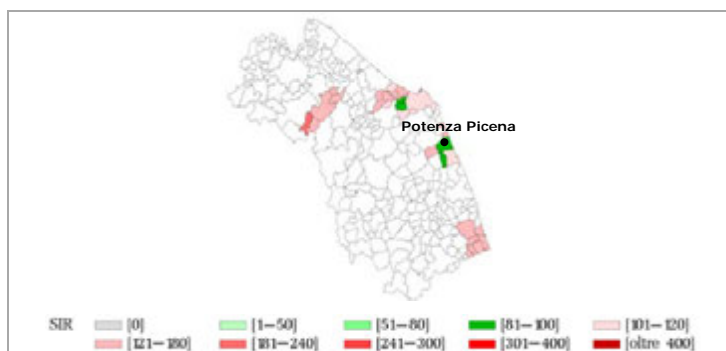 Potenza Picena
SIR [0] [1−50] [51−80] [81−100] [101−120]
[121−180] [181−240] [241−300] [301−400] [oltre 400]